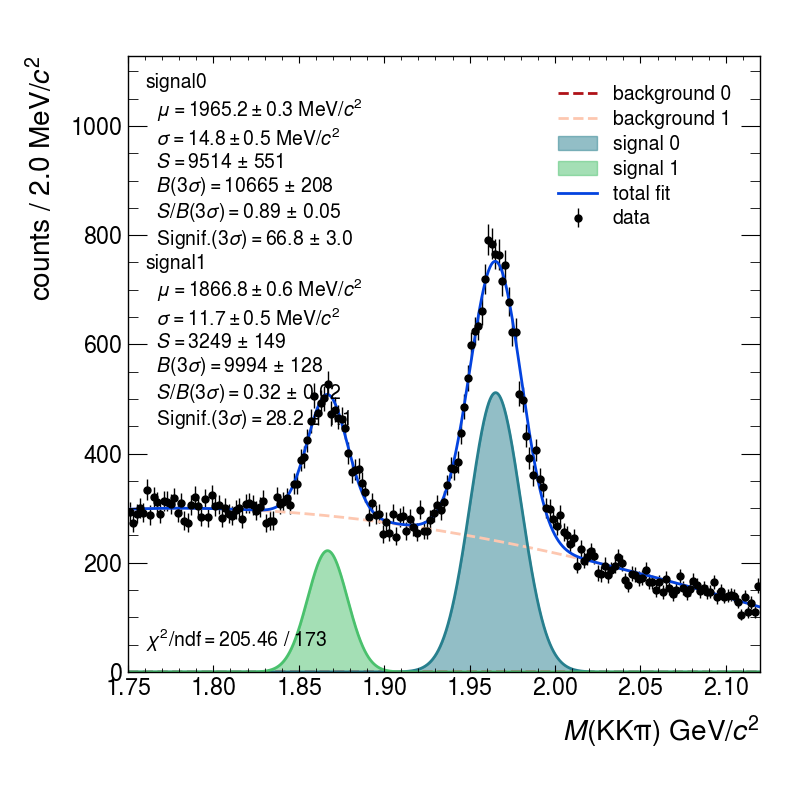 counts / 2.0 MeV/c²
signal0
μ = 1965.2 ± 0.3 MeV/c²
σ = 14.8 ± 0.5 MeV/c²
S = 9514 ± 551
B(3σ) = 10665 ± 208
S/B(3σ) = 0.89 ± 0.05
Signif.(3σ) = 66.8 ± 3.0
signal1
μ = 1866.8 ± 0.6 MeV/c²
σ = 11.7 ± 0.5 MeV/c²
S = 3249 ± 149
B(3σ) = 9994 ± 128
S/B(3σ) = 0.32 ± 0.02
Signif.(3σ) = 28.2 ±
χ²/ndf = 205.46 / 173
background 0
background 1
signal 0
signal 1
total fit
data
1000
800
600
400
200
0
1.75 1.80 1.85 1.90 1.95 2.00 2.05 2.10
M(KKπ) GeV/c²